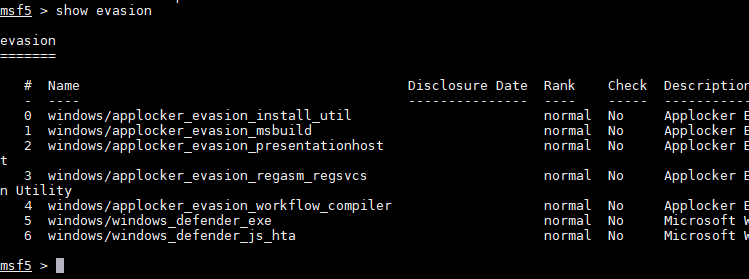 msf5 > show evasion
evasion
=======
# Name Disclosure Date Rank Check Description
- ---- --------------- ---- ----- -----------
0 windows/applocker_evasion_install_util normal No Applocker E
1 windows/applocker_evasion_msbuild normal No Applocker E
2 windows/applocker_evasion_presentationhost normal No Applocker E
t
3 windows/applocker_evasion_regasm_regsvcs normal No Applocker E
n Utility
4 windows/applocker_evasion_workflow_compiler normal No Applocker E
5 windows/windows_defender_exe normal No Microsoft W
6 windows/windows_defender_js_hta normal No Microsoft W
msf5 >